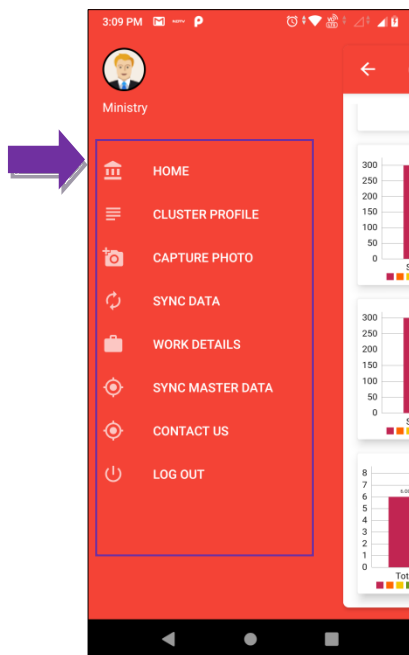 3:09 PM
Ministry
HOME
CLUSTER PROFILE
CAPTURE PHOTO
SYNC DATA
WORK DETAILS
SYNC MASTER DATA
CONTACT US
LOG OUT
300
250
200
150
100
50
0
S
300
250
200
150
100
50
0
S
8
7
6
5
4
3
2
1
0
Tot